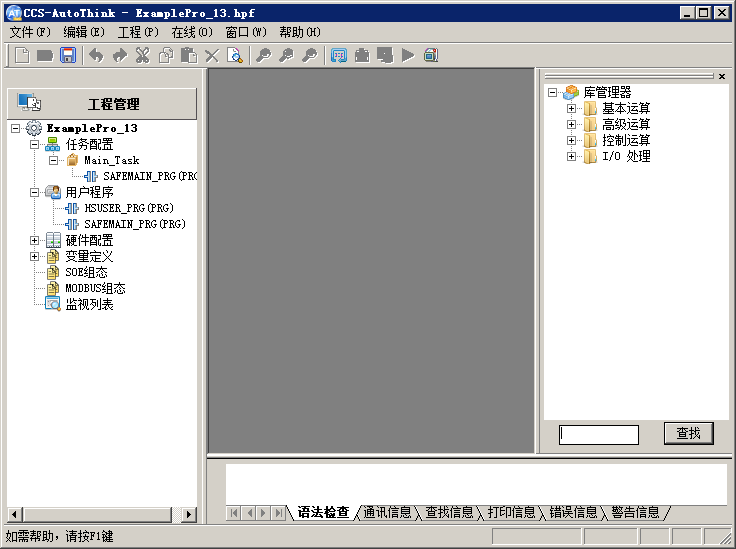 CCS-AutoThink - ExamplePro_13.hpf
文件(F) 编辑(E) 工程(P) 在线(O) 窗口(W) 帮助(H)
工程管理
ExamplePro_13
任务配置
Main_Task
SAFEMAIN_PRG(PRG
用户程序
HSUSER_PRG(PRG)
SAFEMAIN_PRG(PRG)
硬件配置
变量定义
SOE组态
MODBUS组态
监视列表
库管理器
基本运算
高级运算
控制运算
I/O 处理
查找
语法检查 通讯信息 查找信息 打印信息 错误信息 警告信息
如需帮助，请按F1键